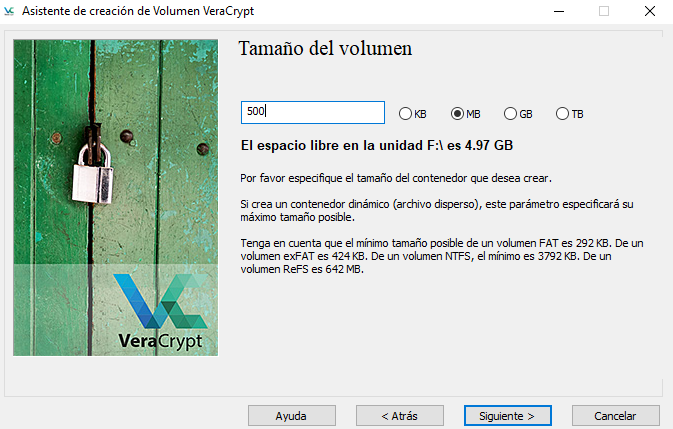 Asistente de creación de Volumen VeraCrypt
Tamaño del volumen
500
KB
MB
GB
TB
El espacio libre en la unidad F:\ es 4.97 GB
Por favor especifique el tamaño del contenedor que desea crear.
Si crea un contenedor dinámico (archivo disperso), este parámetro especificará su
máximo tamaño posible.
Tenga en cuenta que el mínimo tamaño posible de un volumen FAT es 292 KB. De un
volumen exFAT es 424 KB. De un volumen NTFS, el mínimo es 3792 KB. De un
volumen ReFS es 642 MB.
VeraCrypt
Ayuda
< Atrás
Siguiente >
Cancelar